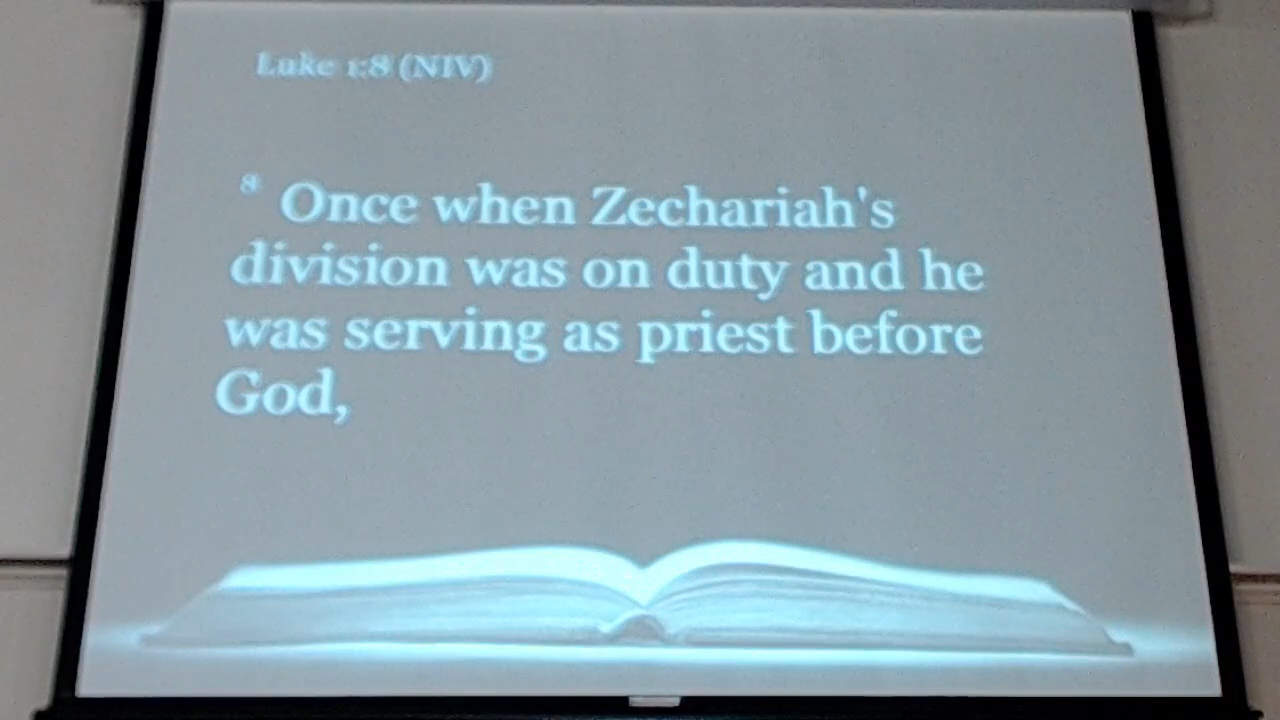 Luke 1:8 (NIV)
8 Once when Zechariah's
division was on duty and he
was serving as priest before
God,